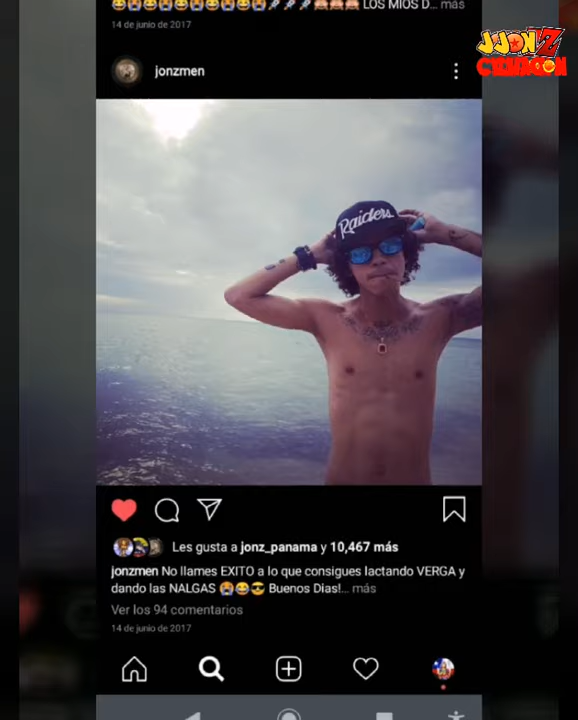 LOS MIOS D... más
14 de junio de 2017
JJONZ
jonzmen
Raiders
Les gusta a jonz_panama y 10,467 más
jonzmen No llames EXITO a lo que consigues lactando VERGA y
dando las NALGAS 😭😂😎 Buenos Dias!... más
Ver los 94 comentarios
14 de junio de 2017